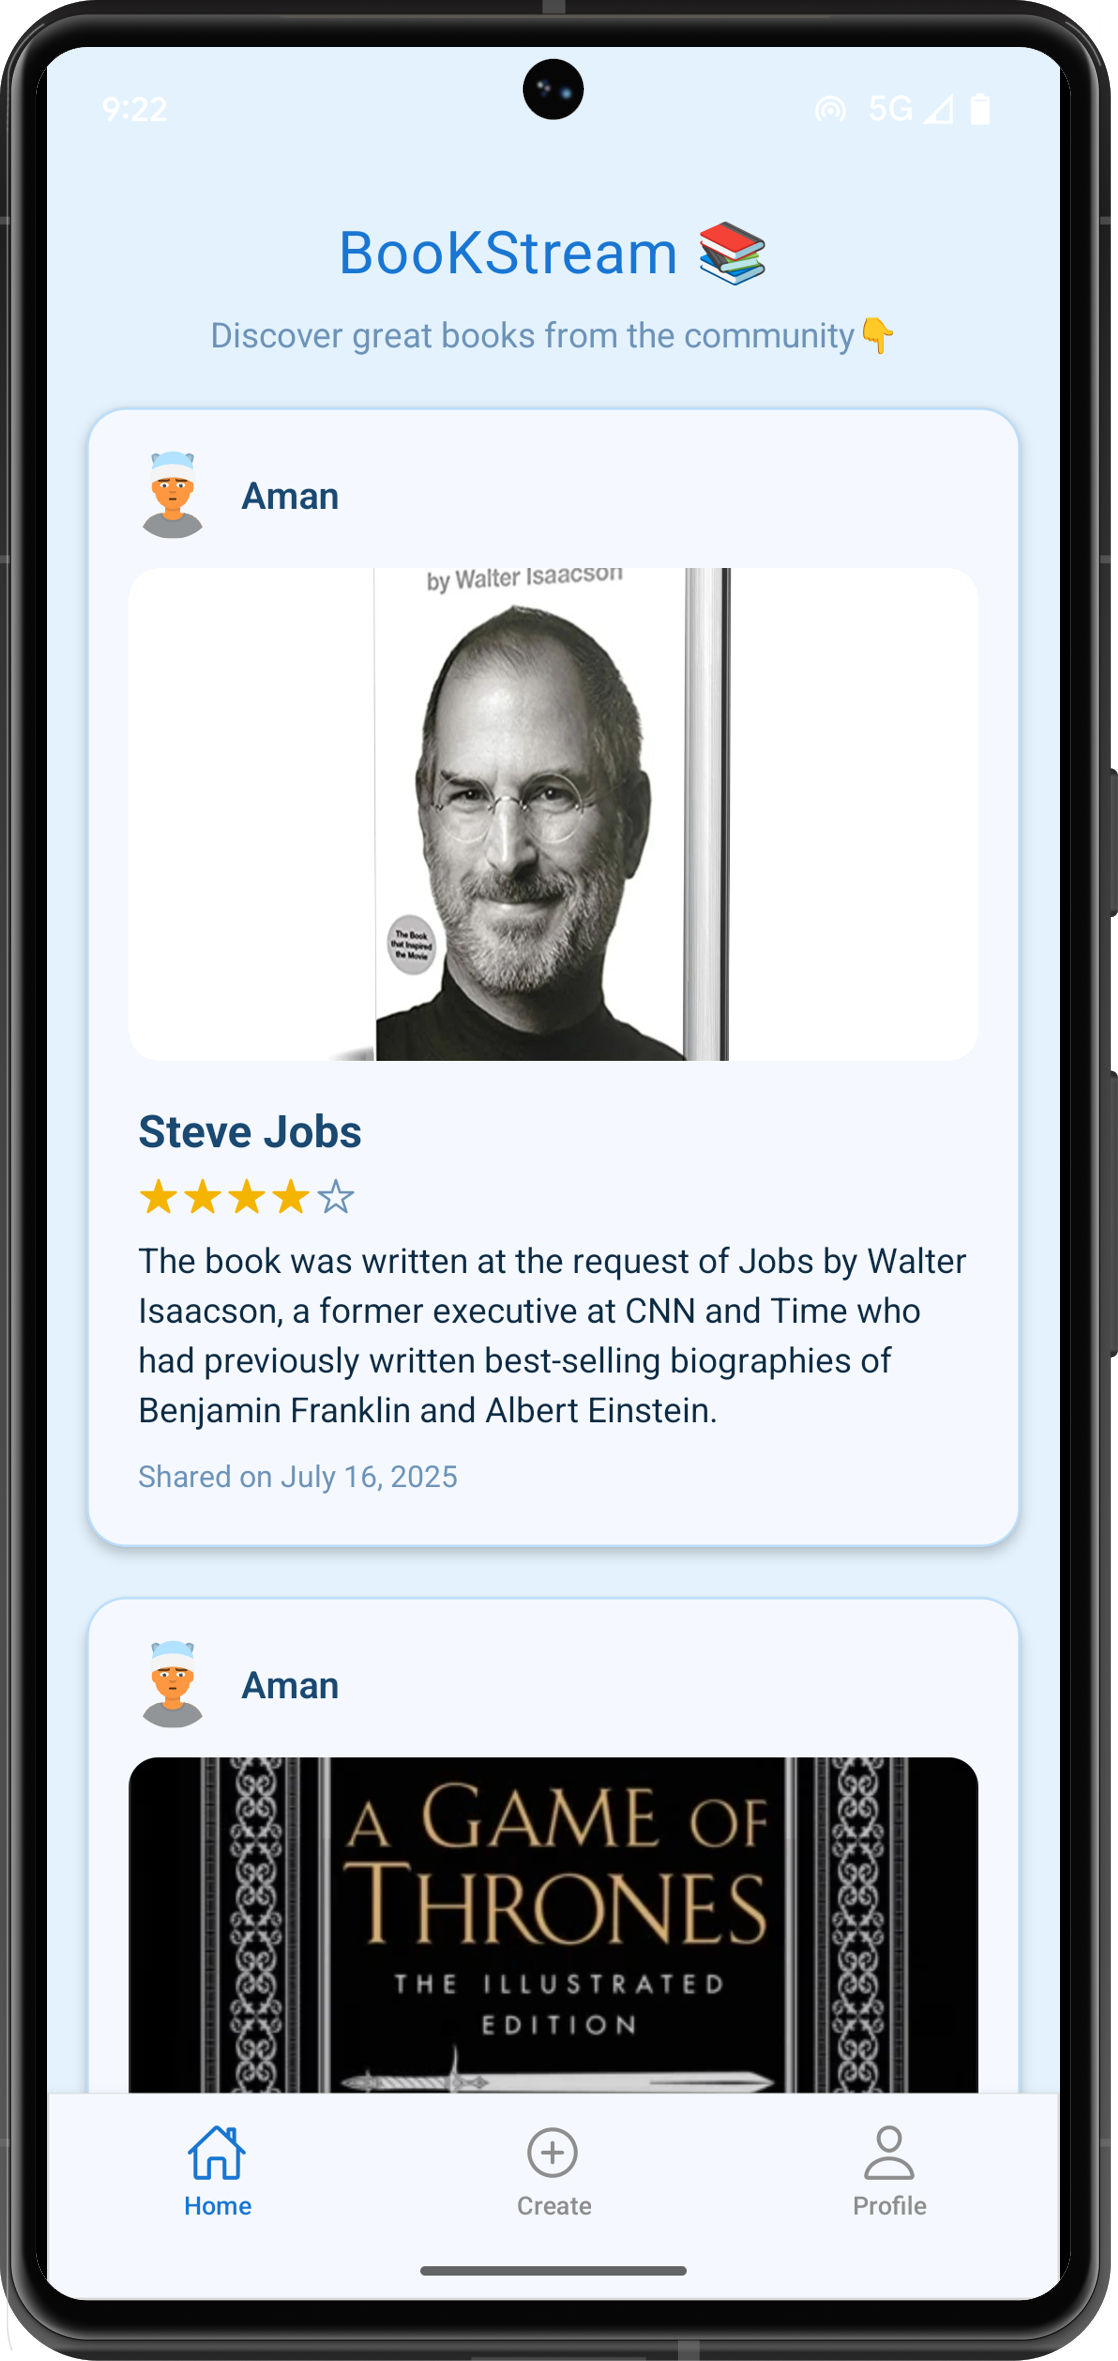 9:22
5G
BooKStream 📚
Discover great books from the community👇
Aman
by Walter Isaacson
The Book
that Inspired
the Movie
Steve Jobs
The book was written at the request of Jobs by Walter
Isaacson, a former executive at CNN and Time who
had previously written best-selling biographies of
Benjamin Franklin and Albert Einstein.
Shared on July 16, 2025
Aman
A GAME OF
THRONES
THE ILLUSTRATED
EDITION
Home
Create
Profile